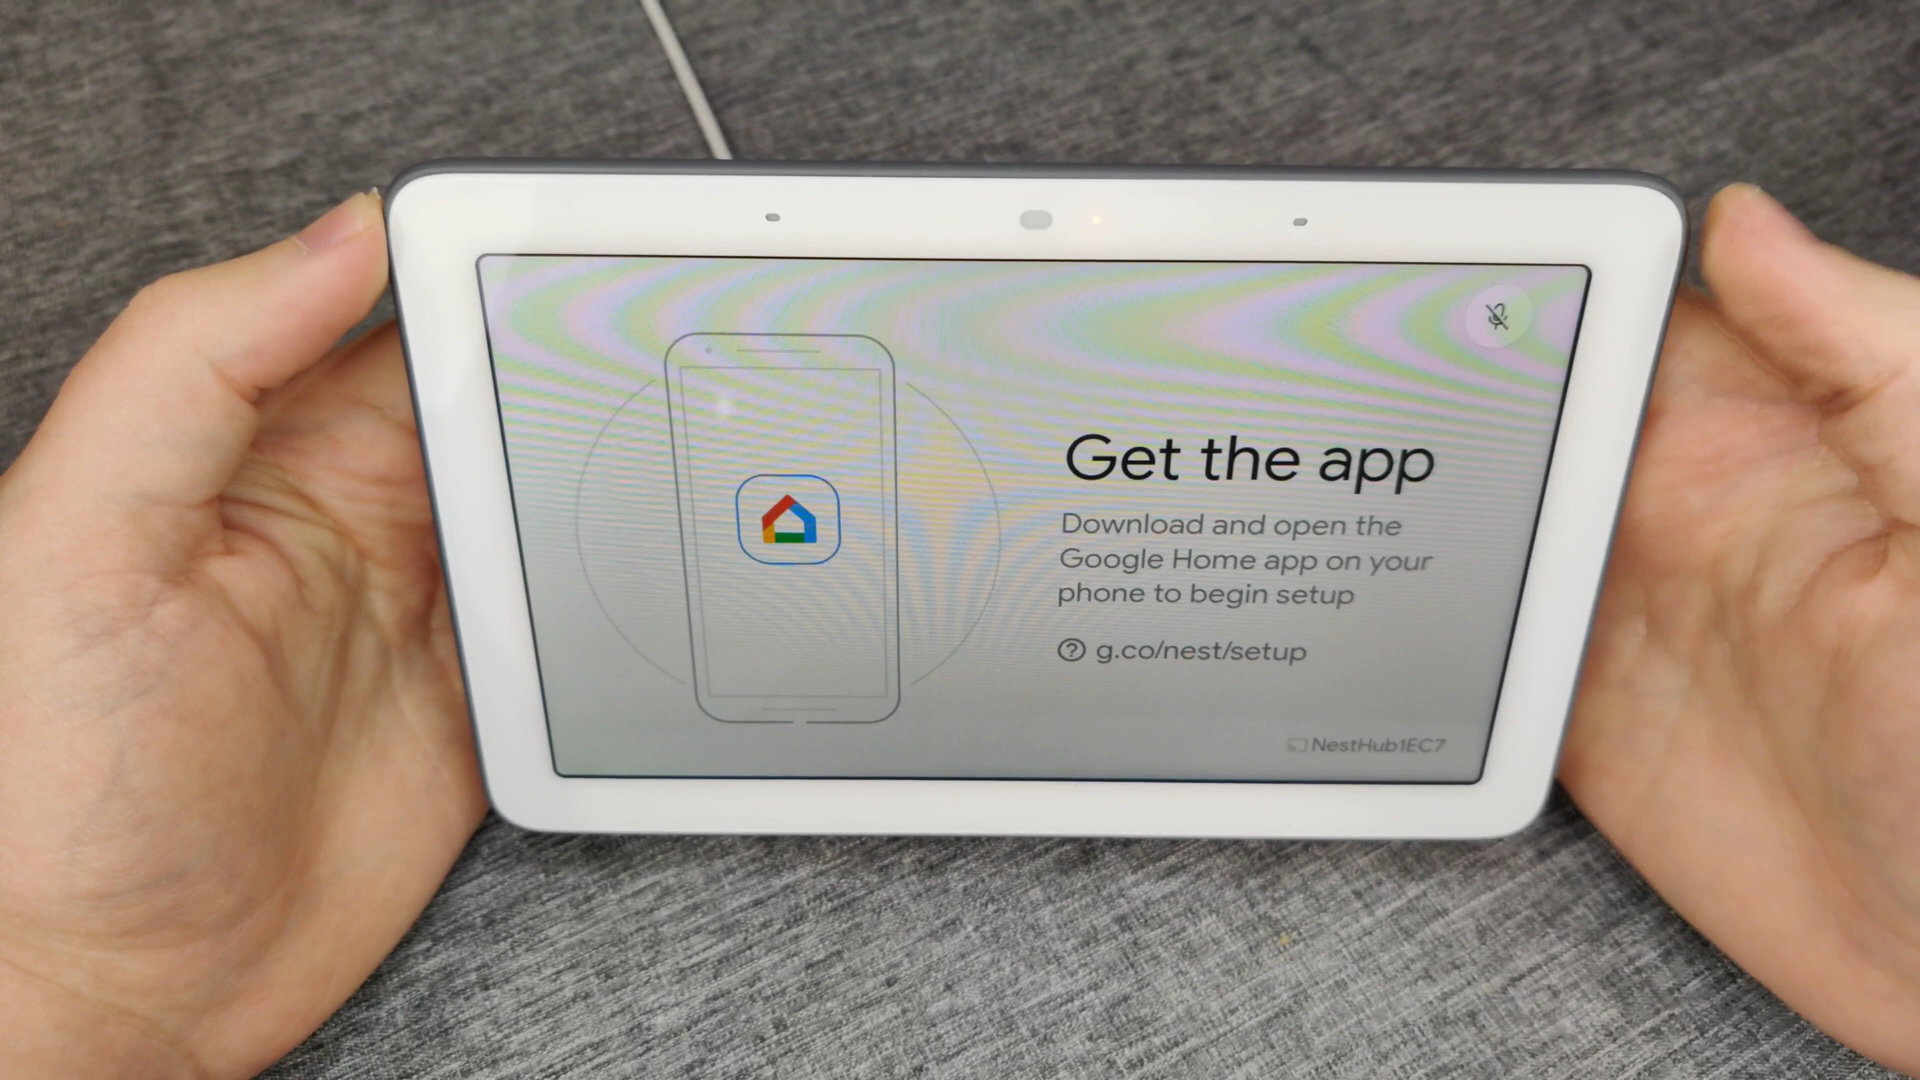 Get the app
Download and open the
Google Home app on your
phone to begin setup
? g.co/nest/setup
NestHub1EC7